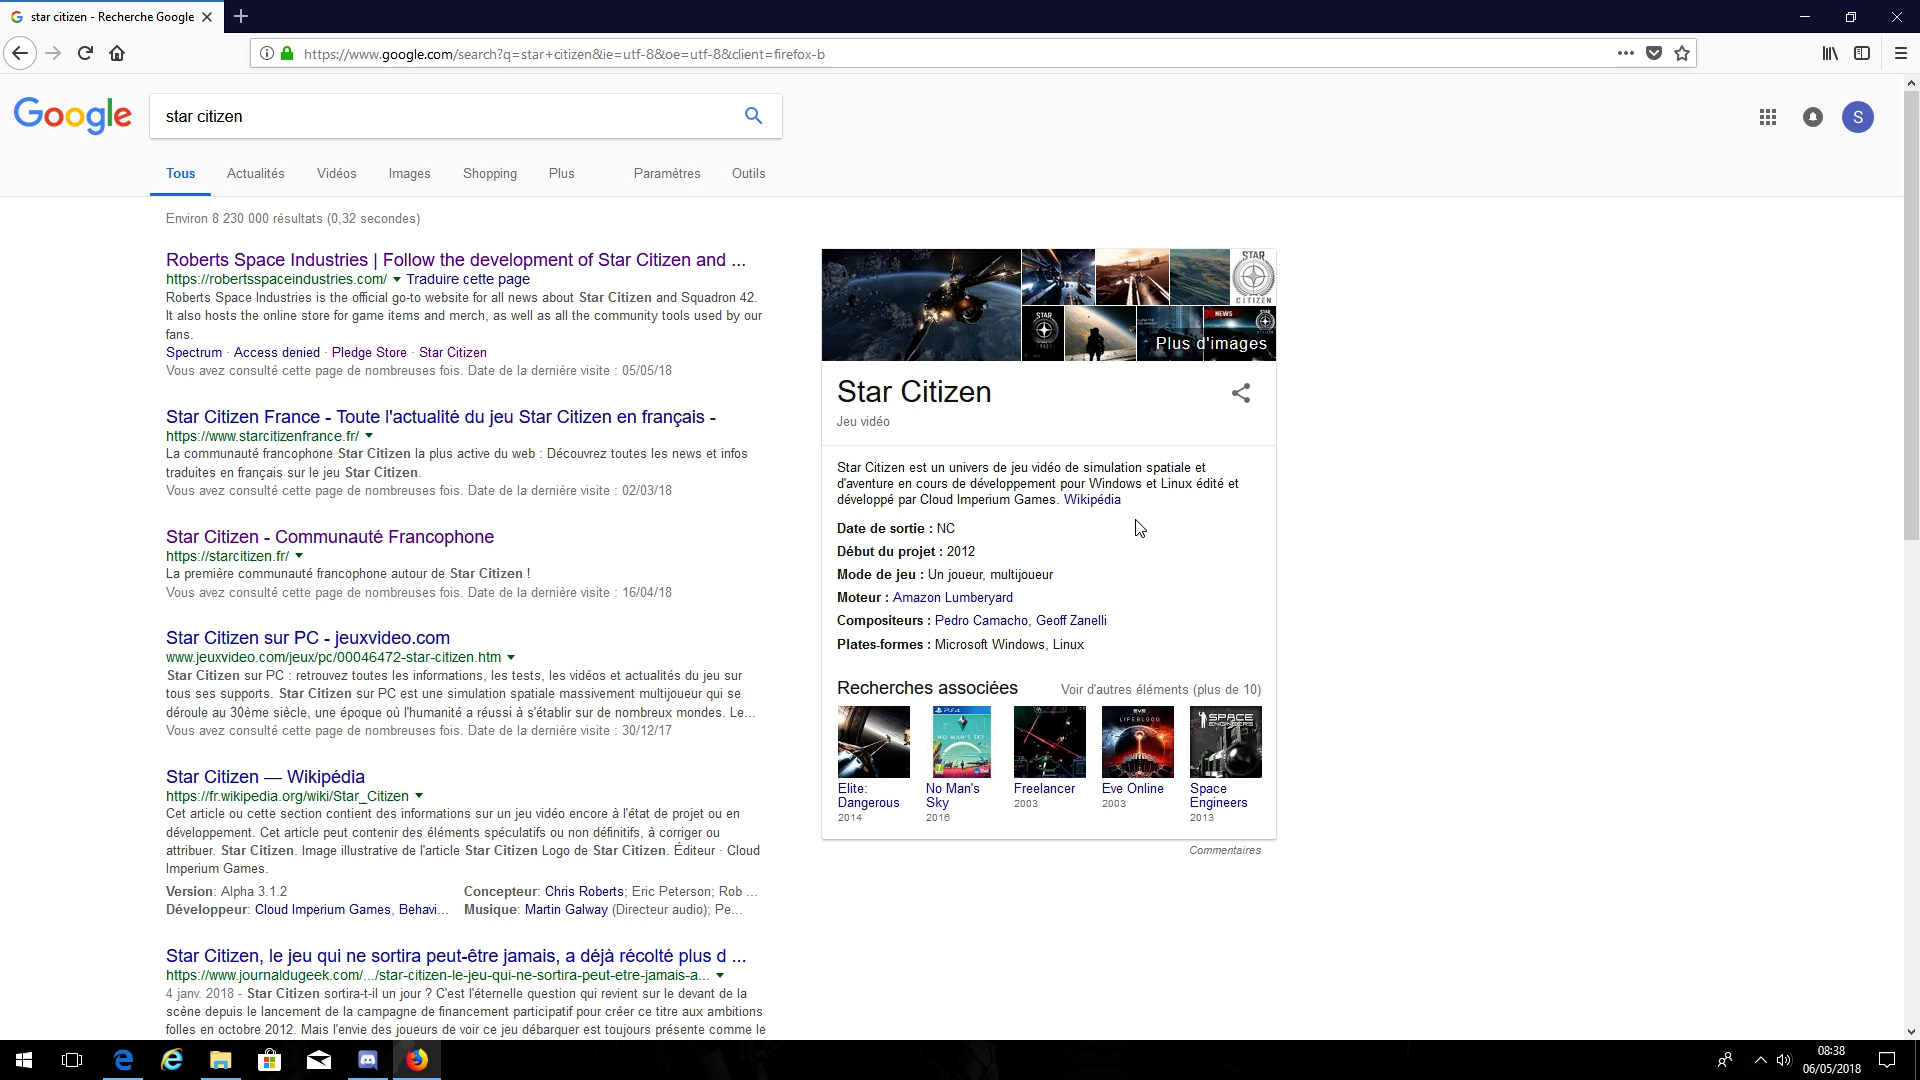 star citizen - Recherche Google
https://www.google.com/search?q=star+citizen&ie=utf-8&oe=utf-8&client=firefox-b
Google
star citizen
S
Tous Actualités Vidéos Images Shopping Plus Paramètres Outils
Environ 8 230 000 résultats (0,32 secondes)
Roberts Space Industries | Follow the development of Star Citizen and ...
https://robertsspaceindustries.com/ Traduire cette page
Roberts Space Industries is the official go-to website for all news about Star Citizen and Squadron 42.
It also hosts the online store for game items and merch, as well as all the community tools used by our
fans.
Spectrum · Access denied · Pledge Store · Star Citizen
Vous avez consulté cette page de nombreuses fois. Date de la dernière visite : 05/05/18
Star Citizen France - Toute l'actualité du jeu Star Citizen en français -
https://www.starcitizenfrance.fr/
La communauté francophone Star Citizen la plus active du web : Découvrez toutes les news et infos
traduites en français sur le jeu Star Citizen.
Vous avez consulté cette page de nombreuses fois. Date de la dernière visite : 02/03/18
Star Citizen - Communauté Francophone
https://starcitizen.fr/
La première communauté francophone autour de Star Citizen !
Vous avez consulté cette page de nombreuses fois. Date de la dernière visite : 16/04/18
Star Citizen sur PC - jeuxvideo.com
www.jeuxvideo.com/jeux/pc/00046472-star-citizen.htm
Star Citizen sur PC : retrouvez toutes les informations, les tests, les vidéos et actualités du jeu sur
tous ses supports. Star Citizen sur PC est une simulation spatiale massivement multijoueur qui se
déroule au 30ème siècle, une époque où l'humanité a réussi à s'établir sur de nombreux mondes. Le...
Vous avez consulté cette page de nombreuses fois. Date de la dernière visite : 30/12/17
Star Citizen — Wikipédia
https://fr.wikipedia.org/wiki/Star_Citizen
Cet article ou cette section contient des informations sur un jeu vidéo encore à l'état de projet ou en
développement. Cet article peut contenir des éléments spéculatifs ou non définitifs, à corriger ou
attribuer. Star Citizen. Image illustrative de l'article Star Citizen Logo de Star Citizen. Éditeur · Cloud
Imperium Games.
Version: Alpha 3.1.2 Concepteur: Chris Roberts; Eric Peterson; Rob ...
Développeur: Cloud Imperium Games, Behavi... Musique: Martin Galway (Directeur audio); Pe...
Star Citizen, le jeu qui ne sortira peut-être jamais, a déjà récolté plus d ...
https://www.journaldugeek.com/.../star-citizen-le-jeu-qui-ne-sortira-peut-etre-jamais-a...
4 janv. 2018 - Star Citizen sortira-t-il un jour ? C'est l'éternelle question qui revient sur le devant de la
scène depuis le lancement de la campagne de financement participatif pour créer ce titre aux ambitions
folles en octobre 2012. Mais l'envie des joueurs de voir ce jeu débarquer est toujours présente comme le
STAR
CITIZEN
STAR
NEWS
Plus d'images
Star Citizen
Jeu vidéo
Star Citizen est un univers de jeu vidéo de simulation spatiale et
d'aventure en cours de développement pour Windows et Linux édité et
développé par Cloud Imperium Games. Wikipédia
Date de sortie : NC
Début du projet : 2012
Mode de jeu : Un joueur, multijoueur
Moteur : Amazon Lumberyard
Compositeurs : Pedro Camacho, Geoff Zanelli
Plates-formes : Microsoft Windows, Linux
Recherches associées Voir d'autres éléments (plus de 10)
PS4
NO MAN'S SKY
EVE
LIFEBLOOD
SPACE
ENGINEERS
Elite: Dangerous
2014
No Man's Sky
2016
Freelancer
2003
Eve Online
2003
Space Engineers
2013
Commentaires
08:38
06/05/2018